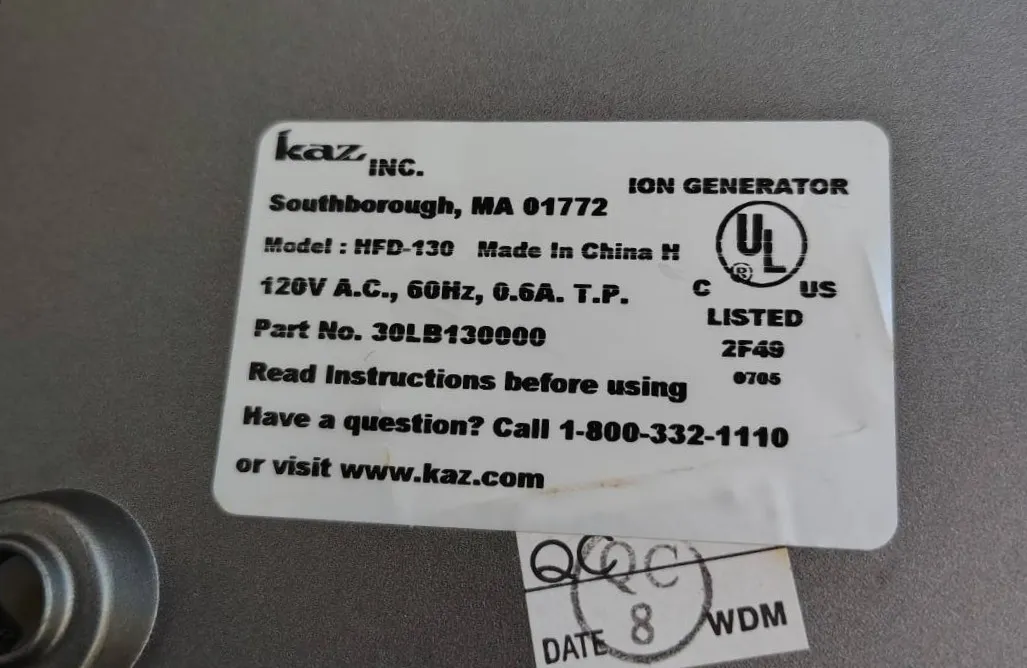 kaz INC.
ION GENERATOR
Southborough, MA 01772
Model : HFD-130 Made In China H
UL
®
C US
120V A.C., 60Hz, 0.6A. T.P.
LISTED
Part No. 30LB130000
2F49
0705
Read Instructions before using
Have a question? Call 1-800-332-1110
or visit www.kaz.com
QC QC
8
DATE WDM